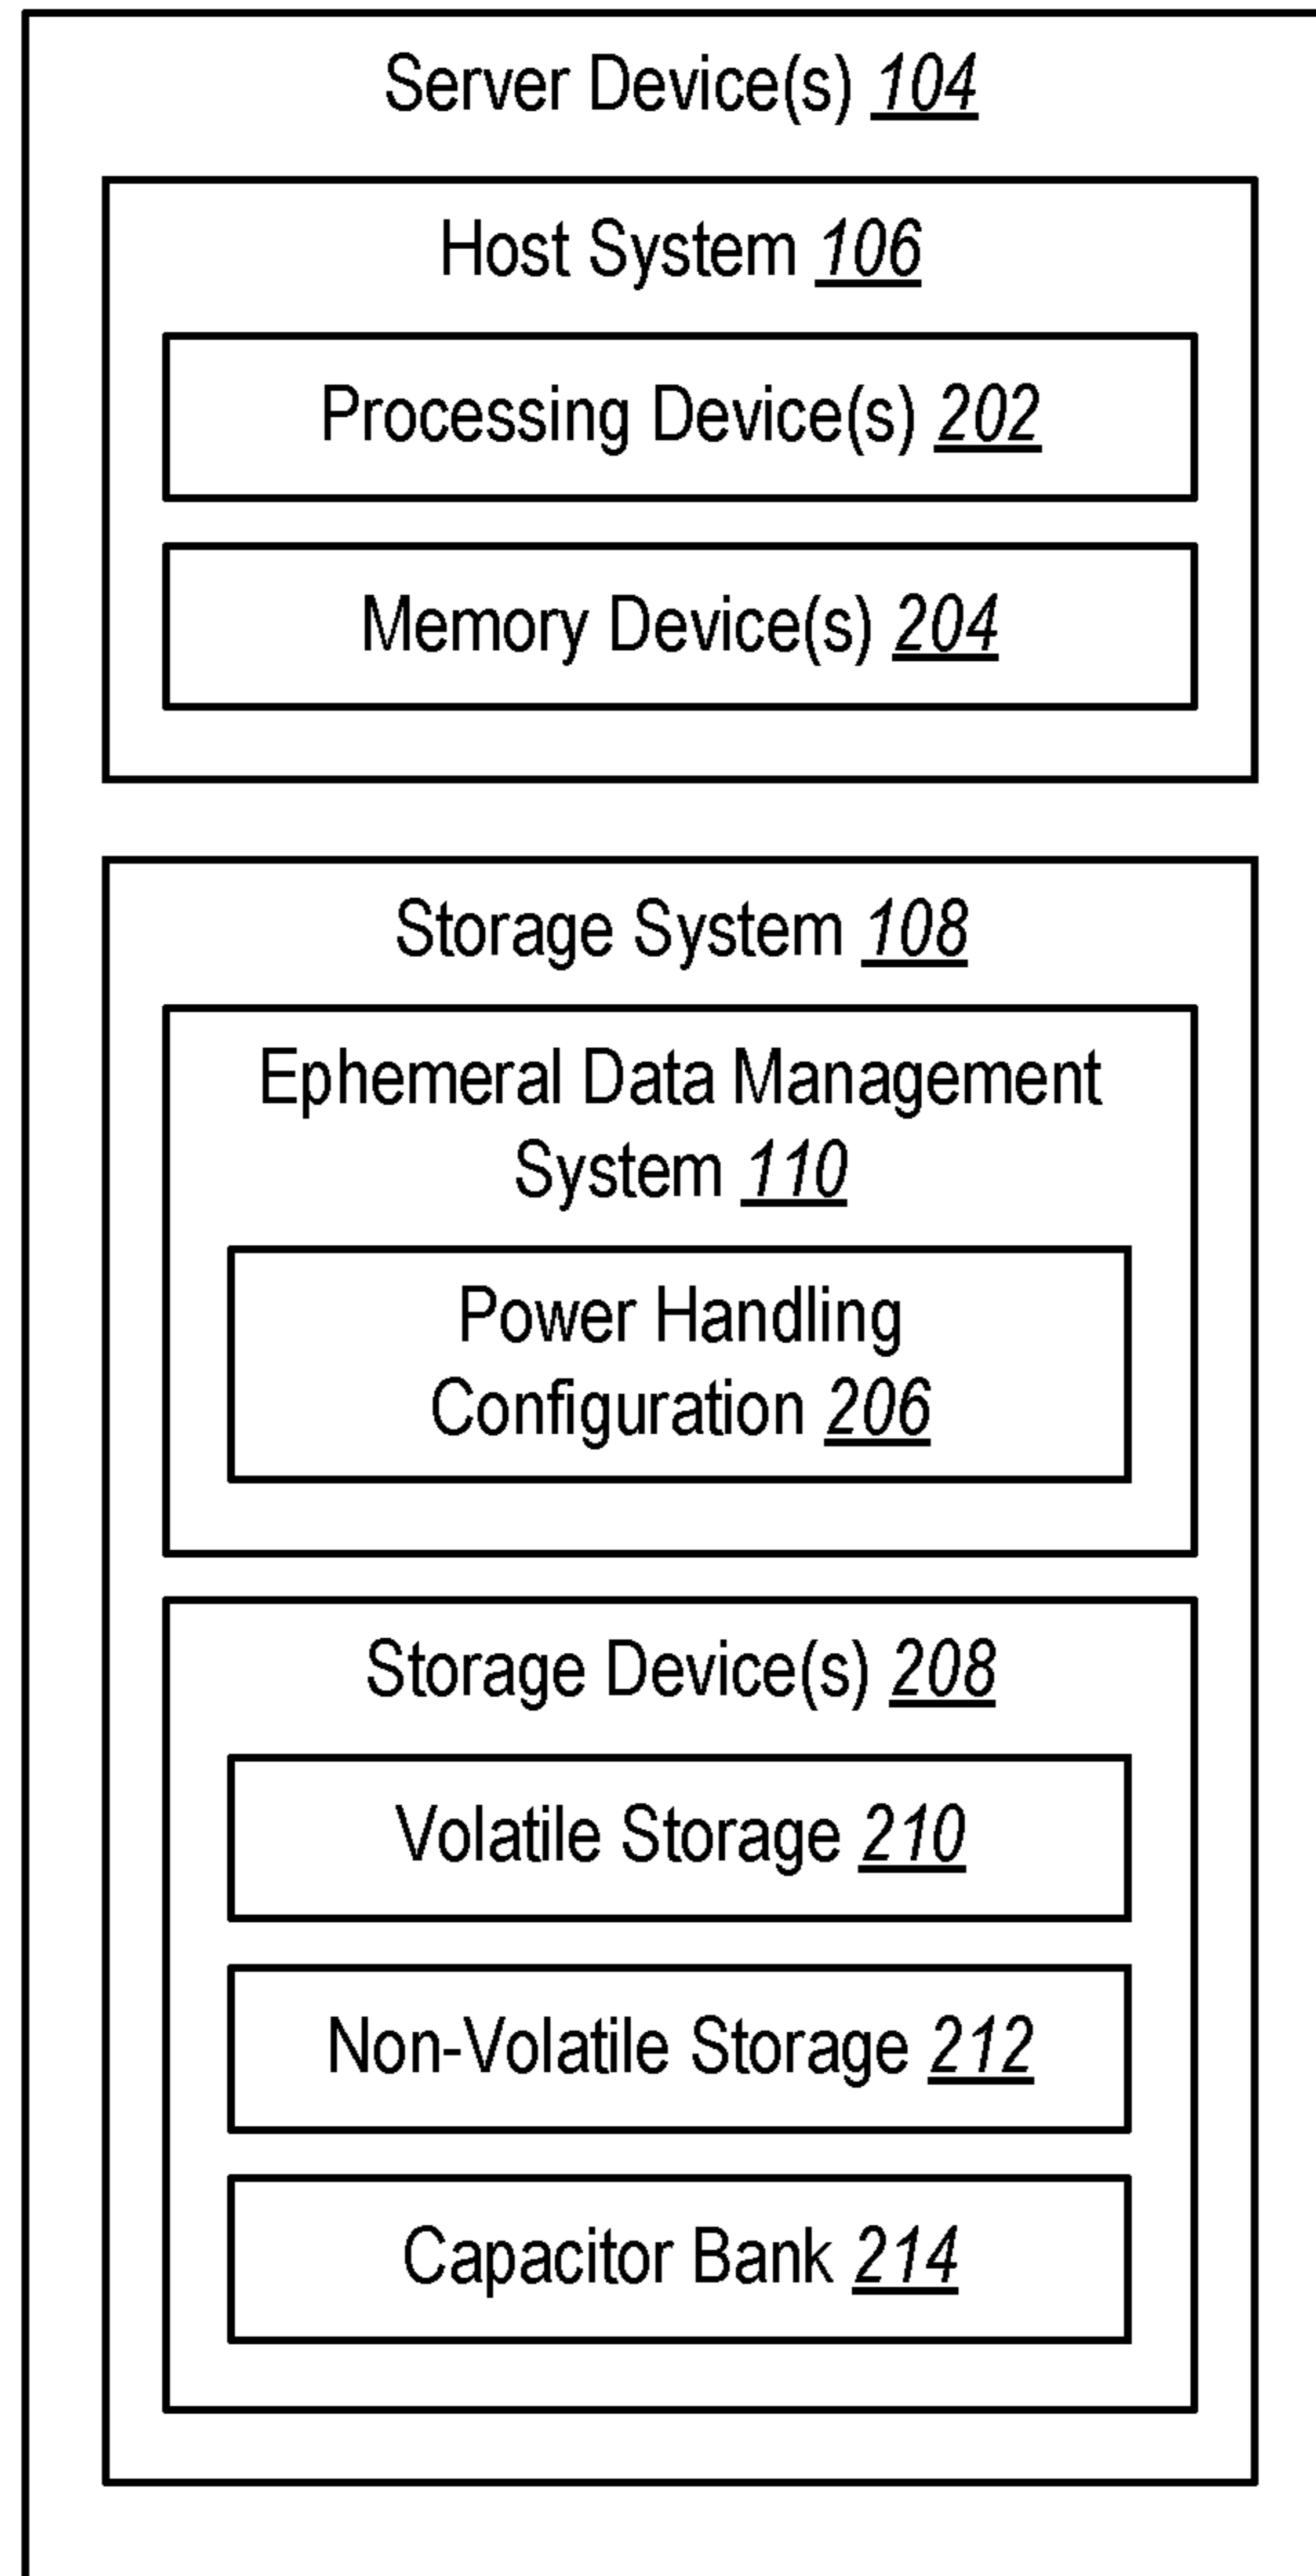 Server Device(s) 104
Host System 106
Processing Device(s) 202
Memory Device(s) 204
Storage System 108
Ephemeral Data Management
System 110
Power Handling
Configuration 206
Storage Device(s) 208
Volatile Storage 210
Non-Volatile Storage 212
Capacitor Bank 214